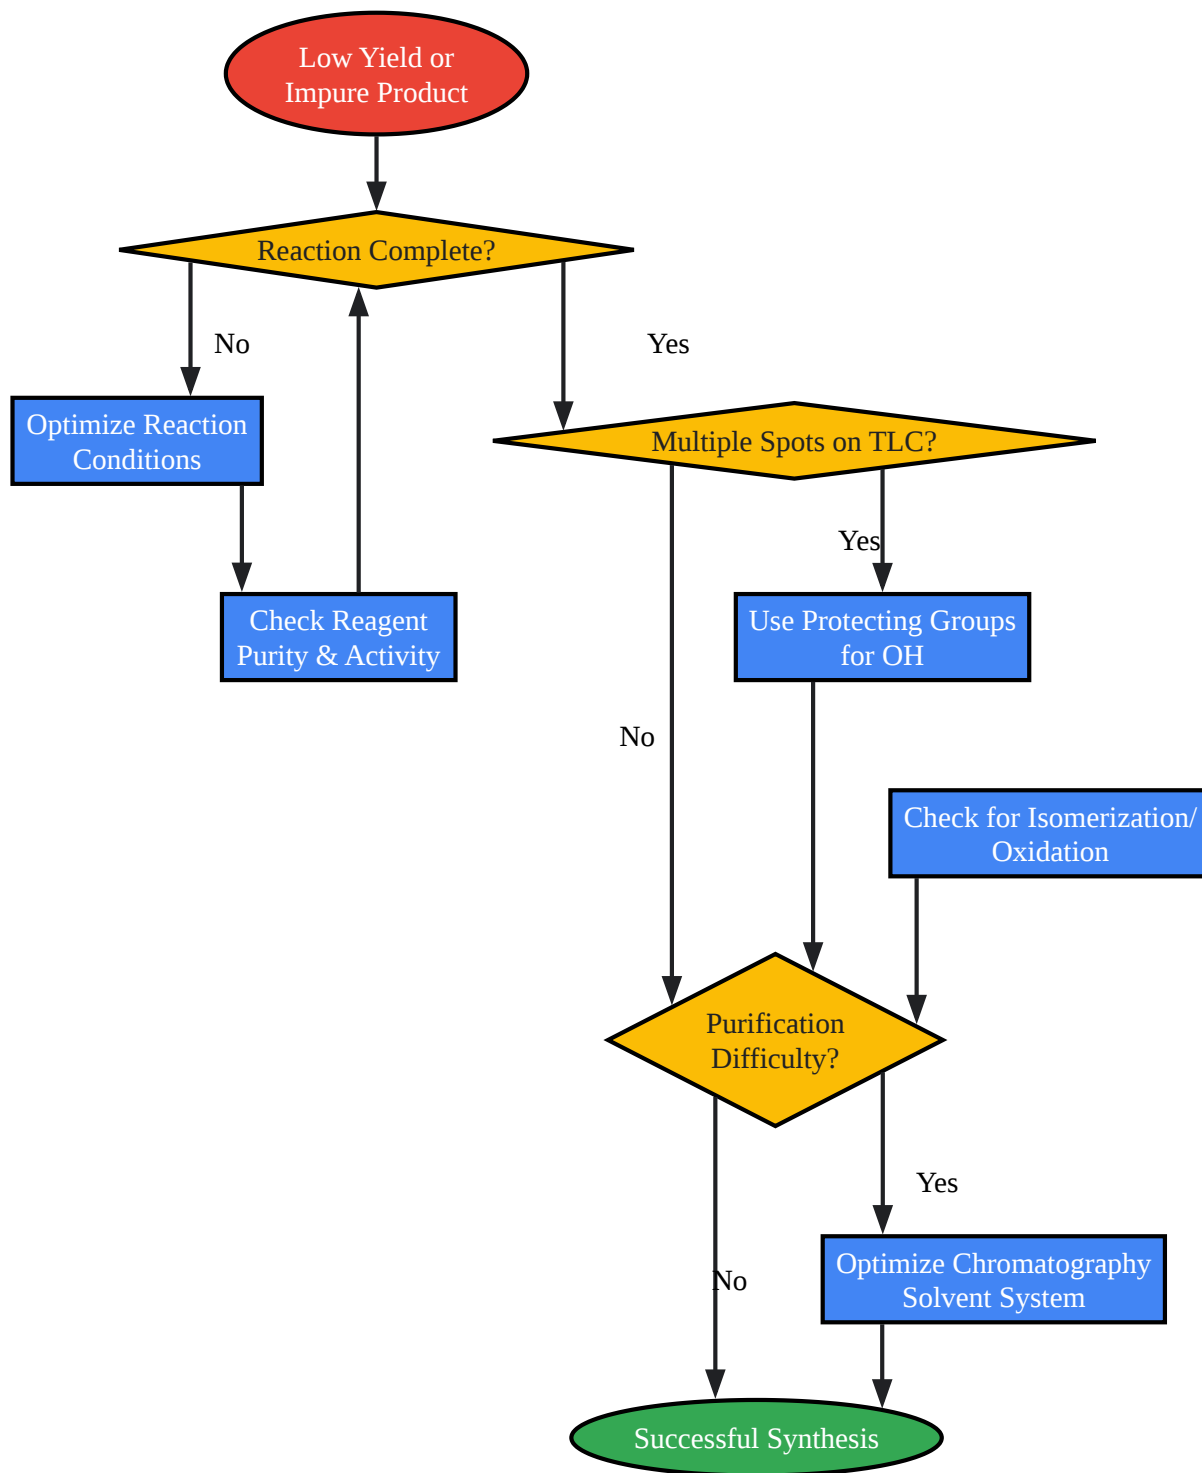 Low Yield or
Impure Product
Reaction Complete?
No
Yes
Optimize Reaction
Conditions
Multiple Spots on TLC?
Yes
Check Reagent
Purity & Activity
Use Protecting Groups
for OH
No
Check for Isomerization/
Oxidation
Purification
Difficulty?
Yes
No
Optimize Chromatography
Solvent System
Successful Synthesis